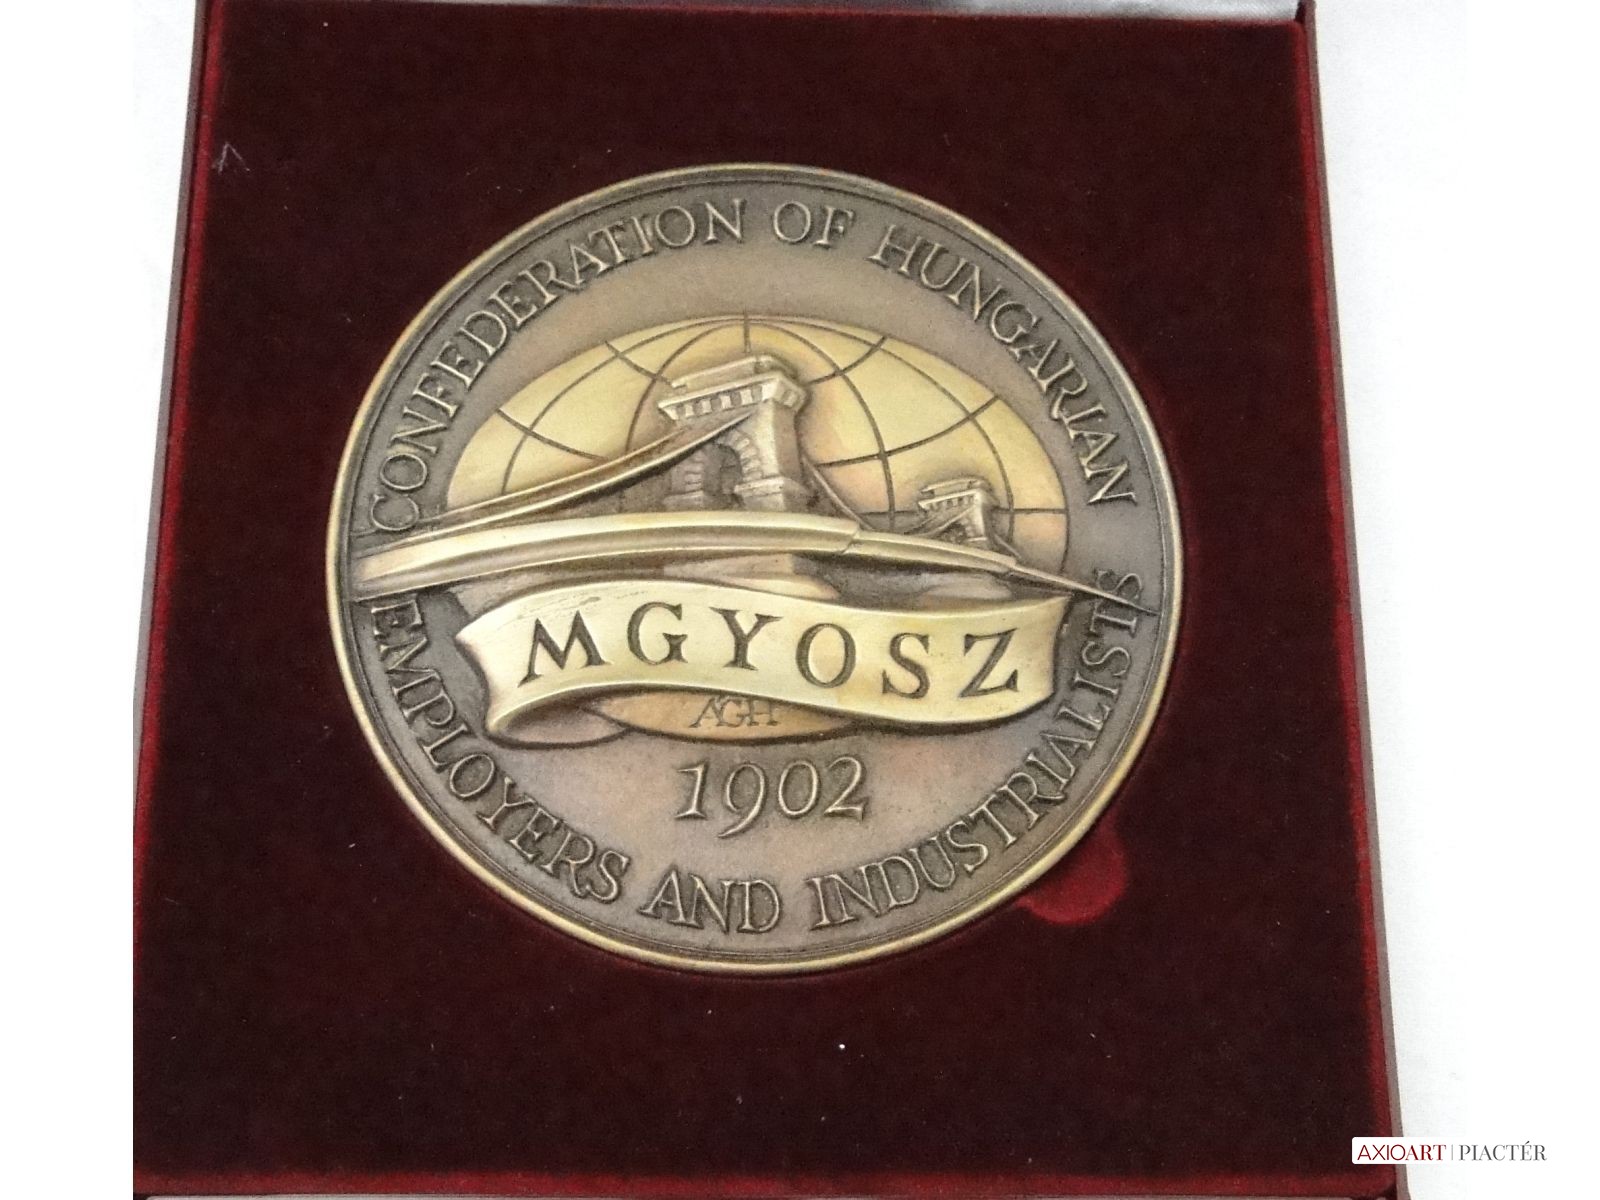 CONFEDERATION OF HUNGARIAN
EMPLOYERS AND INDUSTRIALISTS
MGYOSZ
AGH
1902
AXIOART | PIACTÉR